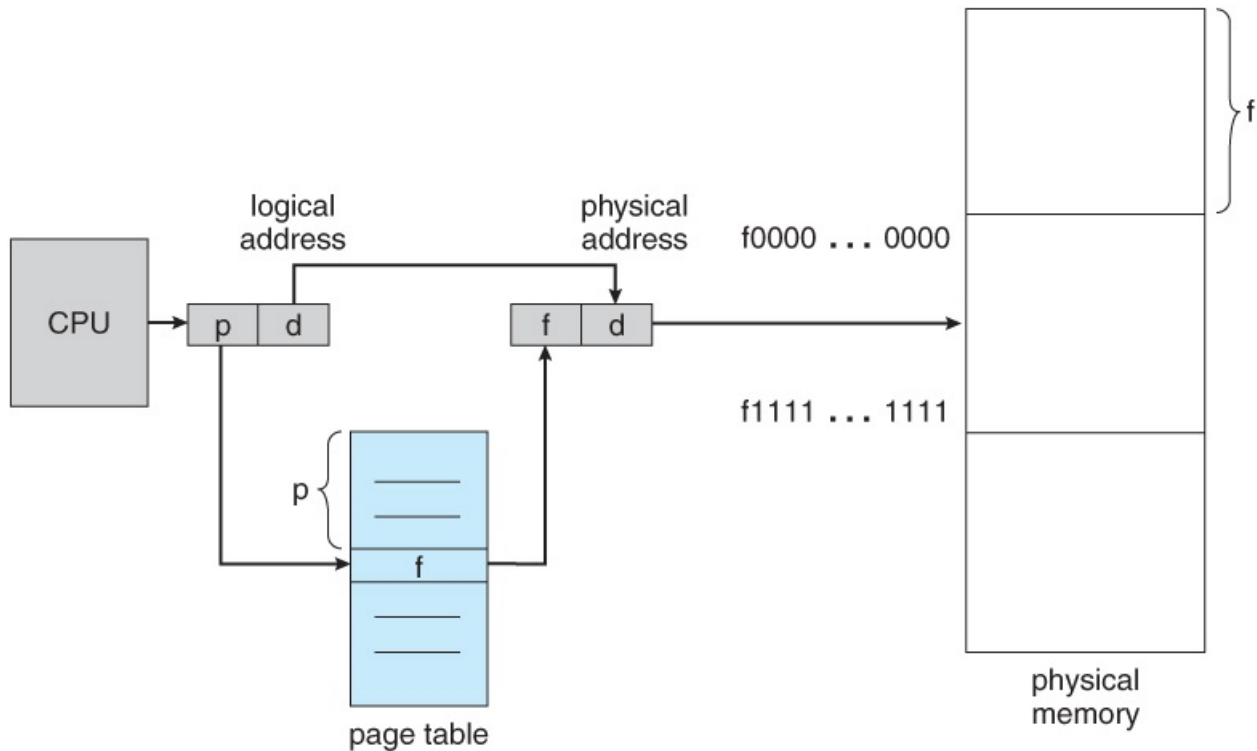 f
logical
address
physical
address
f0000 ... 0000
CPU
p
d
f
d
f1111 ... 1111
p
f
page table
physical
memory